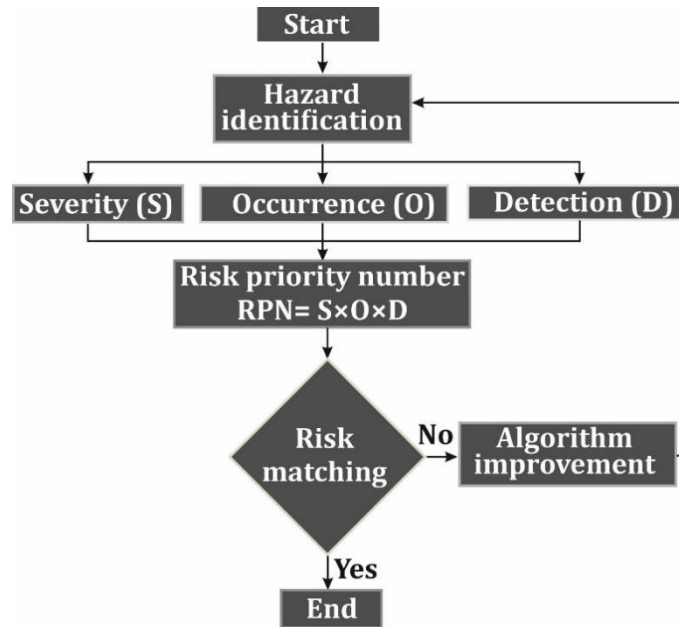 Start
Hazard
identification
Severity (S)
Occurrence (O)
Detection (D)
Risk priority number
RPN= S×O×D
Risk
matching
No
Algorithm
improvement
Yes
End